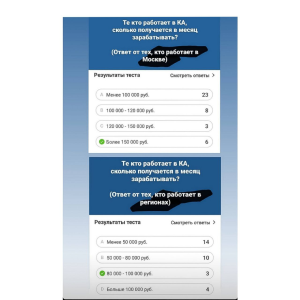 Те кто работает в КА,
сколько получается в месяц
зарабатывать?
(Ответ от тех, кто работает в
Москве)
Результаты теста Смотреть ответы >
A Менее 100 000 руб. 23
B 100 000 - 120 000 руб. 8
C 120 000 - 150 000 руб. 3
Более 150 000 руб. 6
Те кто работает в КА,
сколько получается в месяц
зарабатывать?
(Ответ от тех, кто работает в
регионах)
Результаты теста Смотреть ответы >
A Менее 50 000 руб. 14
B 50 000 - 80 000 руб. 10
80 000 - 100 000 руб. 3
D Больше 100 000 руб. 4